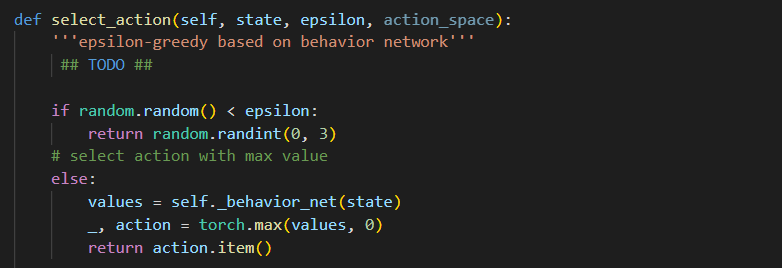 def select_action(self, state, epsilon, action_space):
    '''epsilon-greedy based on behavior network'''
     ## TODO ##

    if random.random() < epsilon:
        return random.randint(0, 3)
    # select action with max value
    else:
        values = self._behavior_net(state)
        _, action = torch.max(values, 0)
        return action.item()